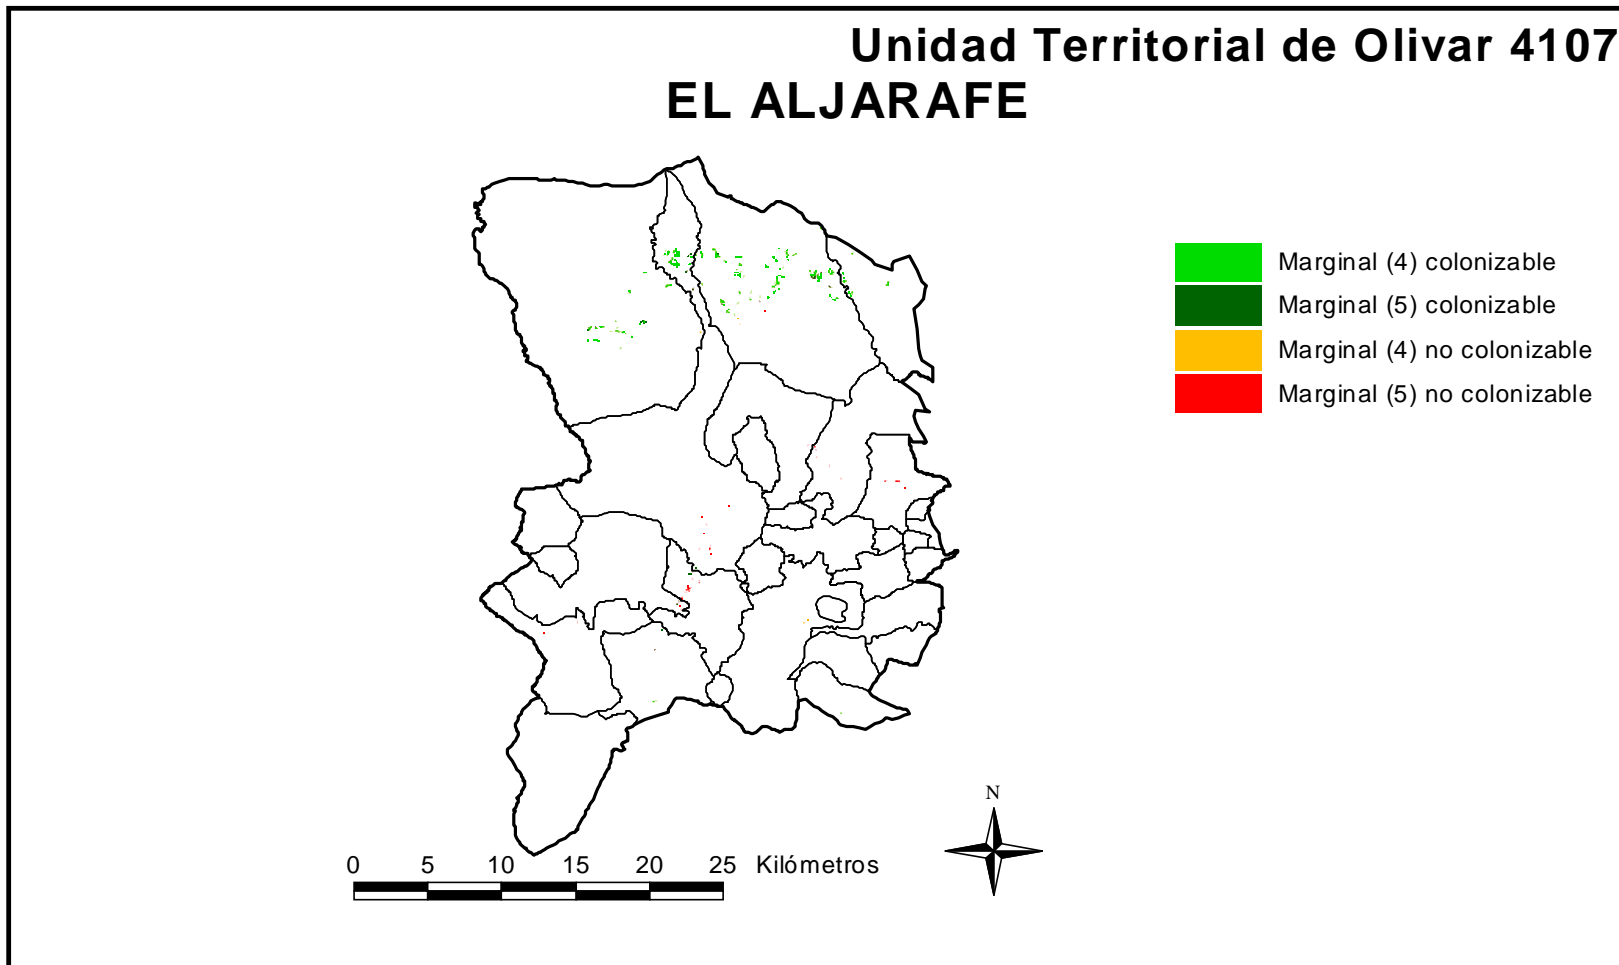 Unidad Territorial de Olivar 4107
EL ALJARAFE
Marginal (4) colonizable
Marginal (5) colonizable
Marginal (4) no colonizable
Marginal (5) no colonizable
N
0 5 10 15 20 25 Kilómetros